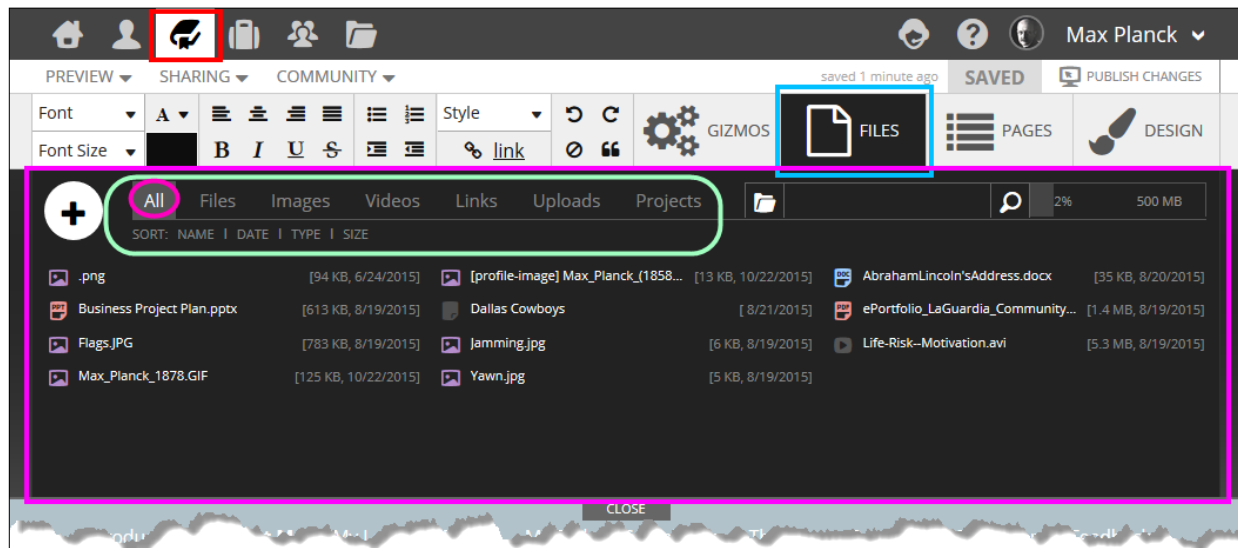 Max Planck
PREVIEW SHARING COMMUNITY saved 1 minute ago SAVED PUBLISH CHANGES
Font A Style GIZMOS FILES PAGES DESIGN
Font Size B I U S link
All Files Images Videos Links Uploads Projects 2% 500 MB
SORT: NAME | DATE | TYPE | SIZE
.png [94 KB, 6/24/2015] [profile-image] Max_Planck_(1858... [13 KB, 10/22/2015] DOC AbrahamLincoln'sAddress.docx [35 KB, 8/20/2015]
PPT Business Project Plan.pptx [613 KB, 8/19/2015] Dallas Cowboys [ 8/21/2015] PDF ePortfolio_LaGuardia_Community... [1.4 MB, 8/19/2015]
Flags.JPG [783 KB, 8/19/2015] Jamming.jpg [6 KB, 8/19/2015] Life-Risk--Motivation.avi [5.3 MB, 8/19/2015]
Max_Planck_1878.GIF [125 KB, 10/22/2015] Yawn.jpg [5 KB, 8/19/2015]
CLOSE